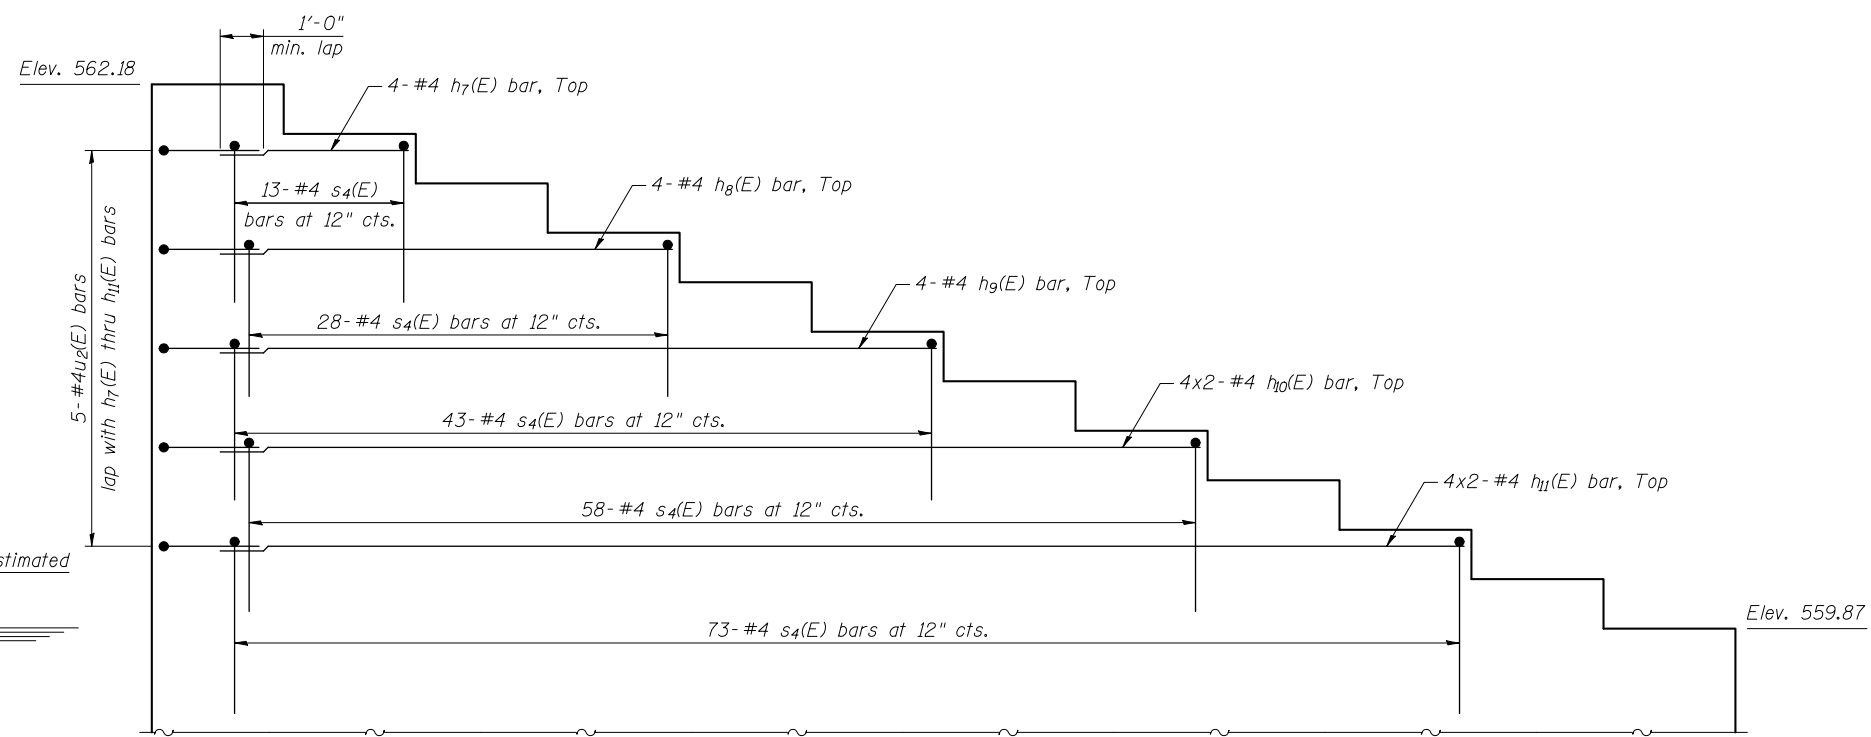 1'-0"
min. lap
Elev. 562.18
4-#4 h7(E) bar, Top
13-#4 s4(E)
bars at 12" cts.
4-#4 h8(E) bar, Top
5-#4u2(E) bars
lap with h7(E) thru h11(E) bars
4-#4 h9(E) bar, Top
28-#4 s4(E) bars at 12" cts.
4x2-#4 h10(E) bar, Top
43-#4 s4(E) bars at 12" cts.
4x2-#4 h11(E) bar, Top
58-#4 s4(E) bars at 12" cts.
stimated
Elev. 559.87
73-#4 s4(E) bars at 12" cts.